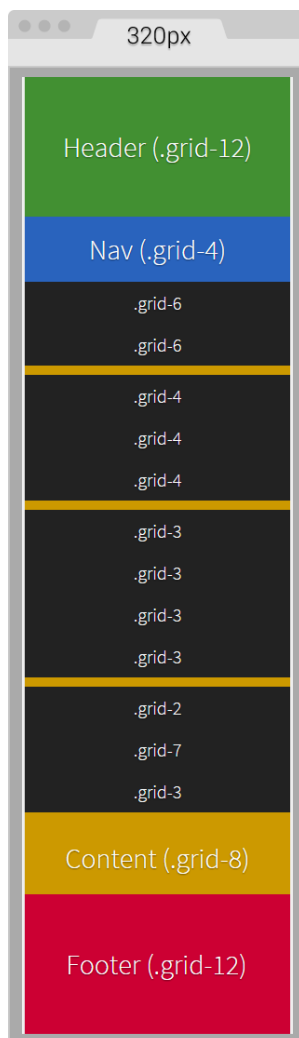 320px
Header (.grid-12)
Nav (.grid-4)
.grid-6
.grid-6
.grid-4
.grid-4
.grid-4
.grid-3
.grid-3
.grid-3
.grid-3
.grid-2
.grid-7
.grid-3
Content (.grid-8)
Footer (.grid-12)